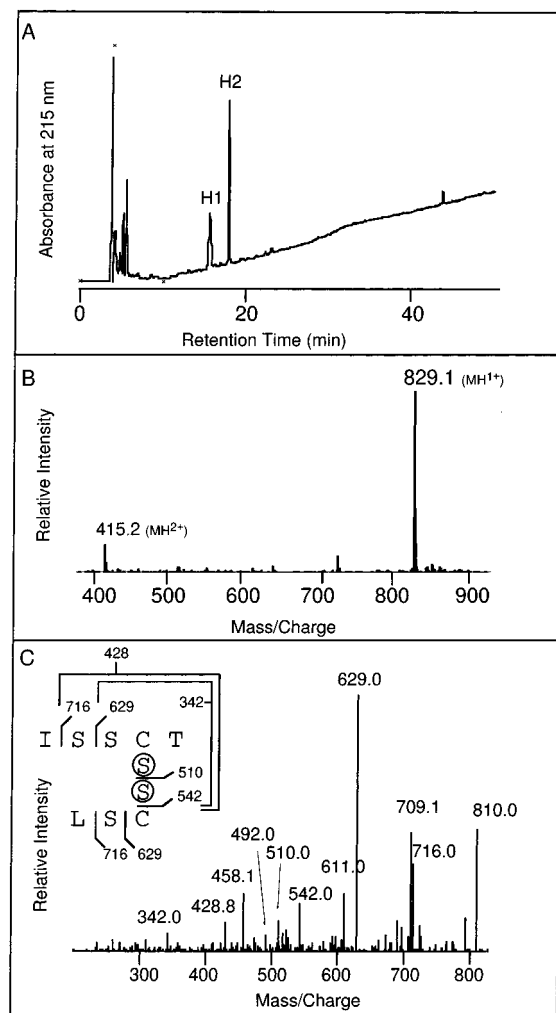 A
Absorbance at 215 nm
H1
H2
0
20
40
Retention Time (min)
B
Relative Intensity
415.2 (MH²⁺)
829.1 (MH¹⁺)
400 500 600 700 800 900
Mass/Charge
C
Relative Intensity
428
342
716 629
I S S C T
S
510
S
542
L S C
716 629
342.0
428.8
458.1
492.0
510.0
542.0
611.0
629.0
709.1
716.0
810.0
300 400 500 600 700 800
Mass/Charge